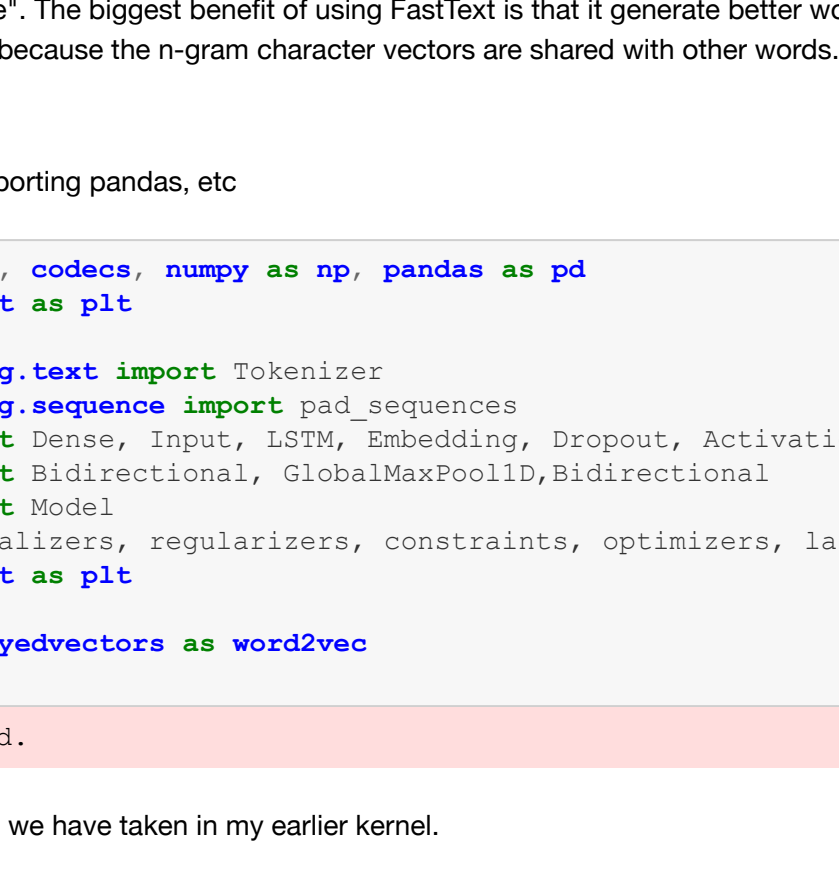 e". The biggest benefit of using FastText is that it generate better wo
because the n-gram character vectors are shared with other words.
porting pandas, etc
, codecs, numpy as np, pandas as pd
t as plt
g.text import Tokenizer
g.sequence import pad_sequences
t Dense, Input, LSTM, Embedding, Dropout, Activati
t Bidirectional, GlobalMaxPool1D,Bidirectional
t Model
alizers, regularizers, constraints, optimizers, la
t as plt
yedvectors as word2vec
d.
we have taken in my earlier kernel.